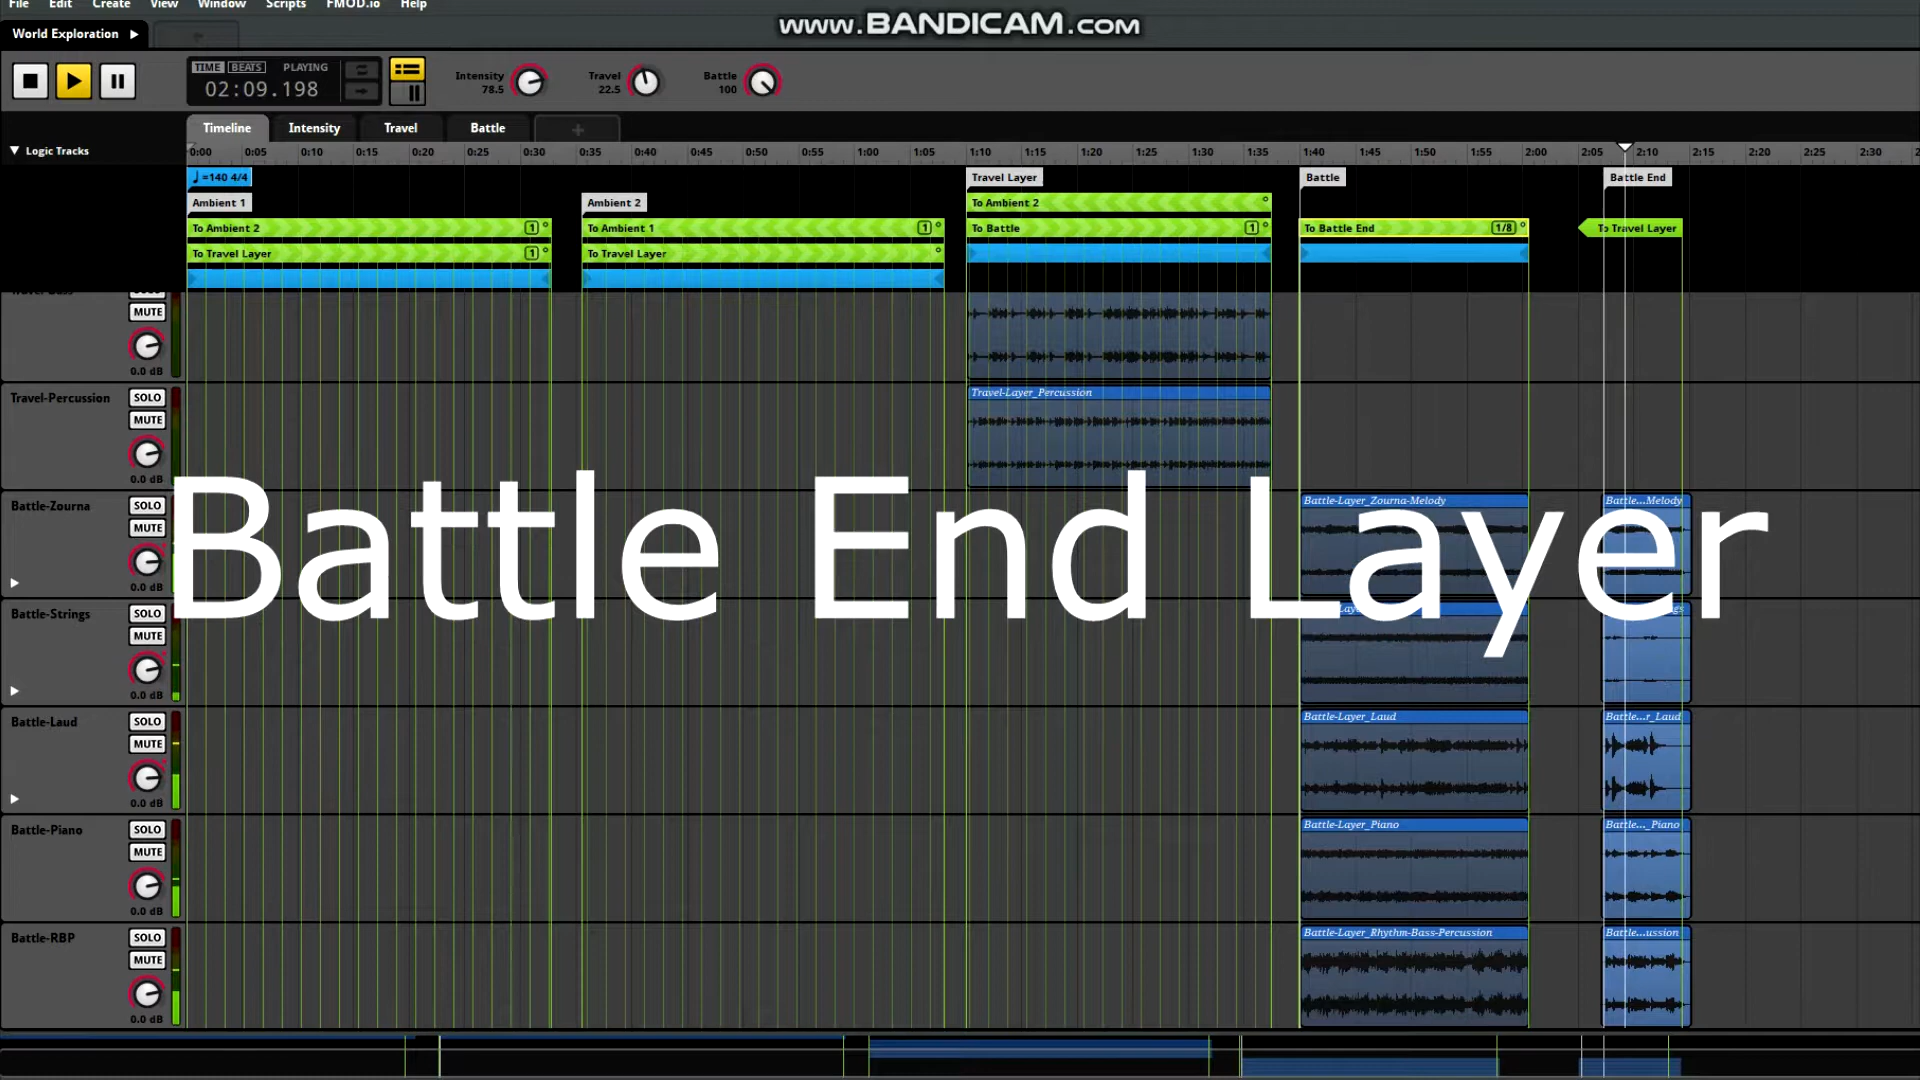 File Edit Create View Window Scripts FMOD.io Help
www.BANDICAM.com
World Exploration
TIME BEATS PLAYING
02:09.198
Intensity 78.5
Travel 22.5
Battle 100
Timeline Intensity Travel Battle +
Logic Tracks
0:00 0:05 0:10 0:15 0:20 0:25 0:30 0:35 0:40 0:45 0:50 0:55 1:00 1:05 1:10 1:15 1:20 1:25 1:30 1:35 1:40 1:45 1:50 1:55 2:00 2:05 2:10 2:15 2:20 2:25 2:30
=140 4/4 Travel Layer Battle Battle End
Ambient 1 Ambient 2 To Ambient 2
To Ambient 2 1 To Ambient 1 1 To Battle 1 To Battle End 1/8 To Travel Layer
To Travel Layer 1 To Travel Layer
MUTE
0.0 dB
Travel-Percussion SOLO Travel-Layer_Percussion
MUTE
0.0 dB
Battle End Layer
Battle-Zourna SOLO Battle-Layer_Zourna-Melody Battle...Melody
MUTE
0.0 dB
Battle-Strings SOLO
MUTE
0.0 dB
Battle-Laud SOLO Battle-Layer_Laud Battle...r_Laud
MUTE
0.0 dB
Battle-Piano SOLO Battle-Layer_Piano Battle..._Piano
MUTE
0.0 dB
Battle-RBP SOLO Battle-Layer_Rhythm-Bass-Percussion Battle...ussion
MUTE
0.0 dB